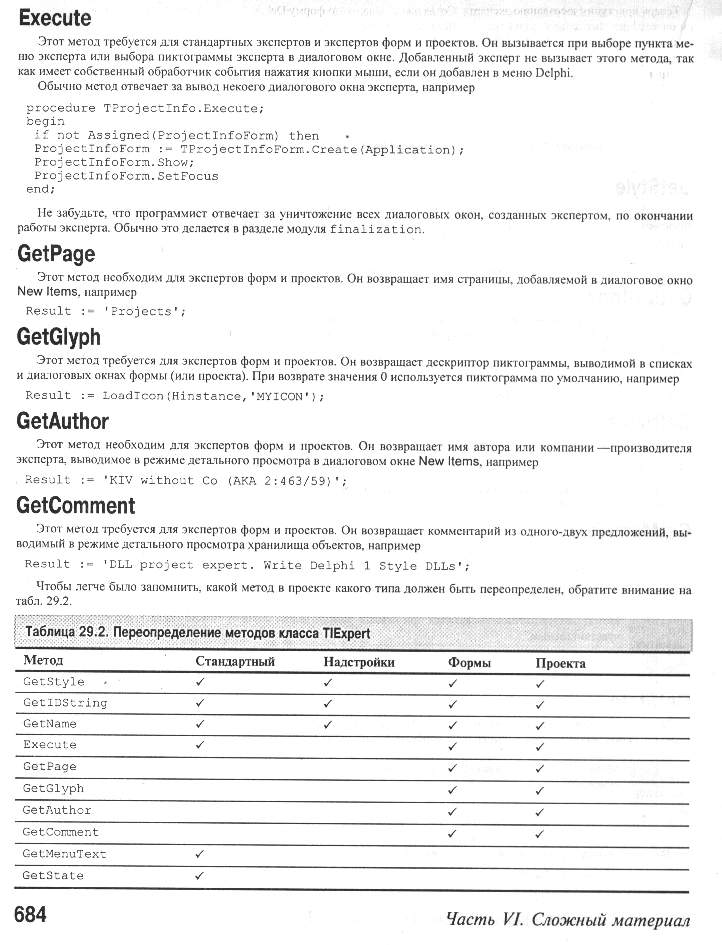 Execute
Этот метод требуется для стандартных экспертов и экспертов форм и проектов. Он вызывается при выборе пункта ме-
ню эксперта или выбора пиктограммы эксперта в диалоговом окне. Добавленный эксперт не вызывает этого метода, так
как имеет собственный обработчик события нажатия кнопки мыши, если он добавлен в меню Delphi.
Обычно метод отвечает за вывод некоего диалогового окна эксперта, например
procedure TProjectInfo.Execute;
begin
if not Assigned(ProjectInfoForm) then
ProjectInfoForm := TProjectInfoForm.Create(Application);
ProjectInfoForm.Show;
ProjectInfoForm.SetFocus
end;
Не забудьте, что программист отвечает за уничтожение всех диалоговых окон, созданных экспертом, по окончании
работы эксперта. Обычно это делается в разделе модуля finalization.
GetPage
Этот метод необходим для экспертов форм и проектов. Он возвращает имя страницы, добавляемой в диалоговое окно
New Items, например
Result := 'Projects';
GetGlyph
Этот метод требуется для экспертов форм и проектов. Он возвращает дескриптор пиктограммы, выводимой в списках
и диалоговых окнах формы (или проекта). При возврате значения 0 используется пиктограмма по умолчанию, например
Result := LoadIcon(Hinstance,'MYICON');
GetAuthor
Этот метод необходим для экспертов форм и проектов. Он возвращает имя автора или компании —производителя
эксперта, выводимое в режиме детального просмотра в диалоговом окне New Items, например
Result := 'KIV without Co (AKA 2:463/59)';
GetComment
Этот метод требуется для экспертов форм и проектов. Он возвращает комментарий из одного-двух предложений, вы-
водимый в режиме детального просмотра хранилища объектов, например
Result := 'DLL project expert. Write Delphi 1 Style DLLs';
Чтобы легче было запомнить, какой метод в проекте какого типа должен быть переопределен, обратите внимание на
табл. 29.2.
Таблица 29.2. Переопределение методов класса TIExpert
Метод Стандартный Надстройки Формы Проекта
GetStyle ✓ ✓ ✓ ✓
GetIDString ✓ ✓ ✓ ✓
GetName ✓ ✓ ✓ ✓
Execute ✓ ✓ ✓
GetPage ✓ ✓
GetGlyph ✓ ✓
GetAuthor ✓ ✓
GetComment ✓ ✓
GetMenuText ✓
GetState ✓
684 Часть VI. Сложный материал